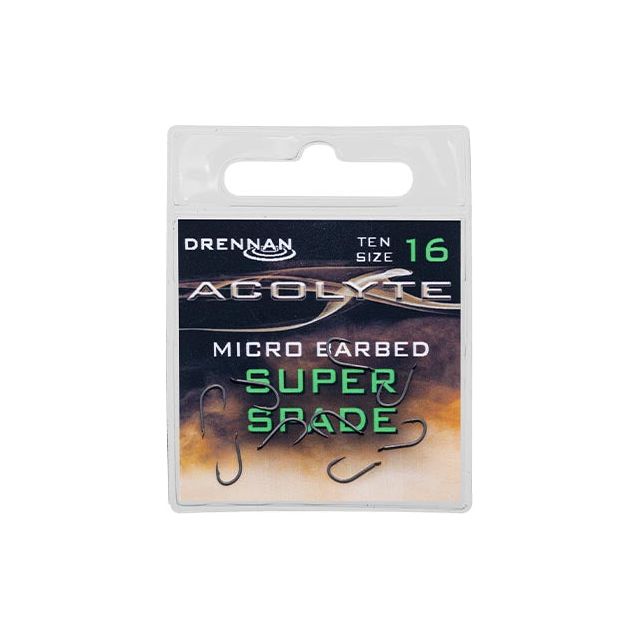 DRENNAN
TEN
SIZE 16
ACOLYTE
MICRO BARBED
SUPER
SPADE